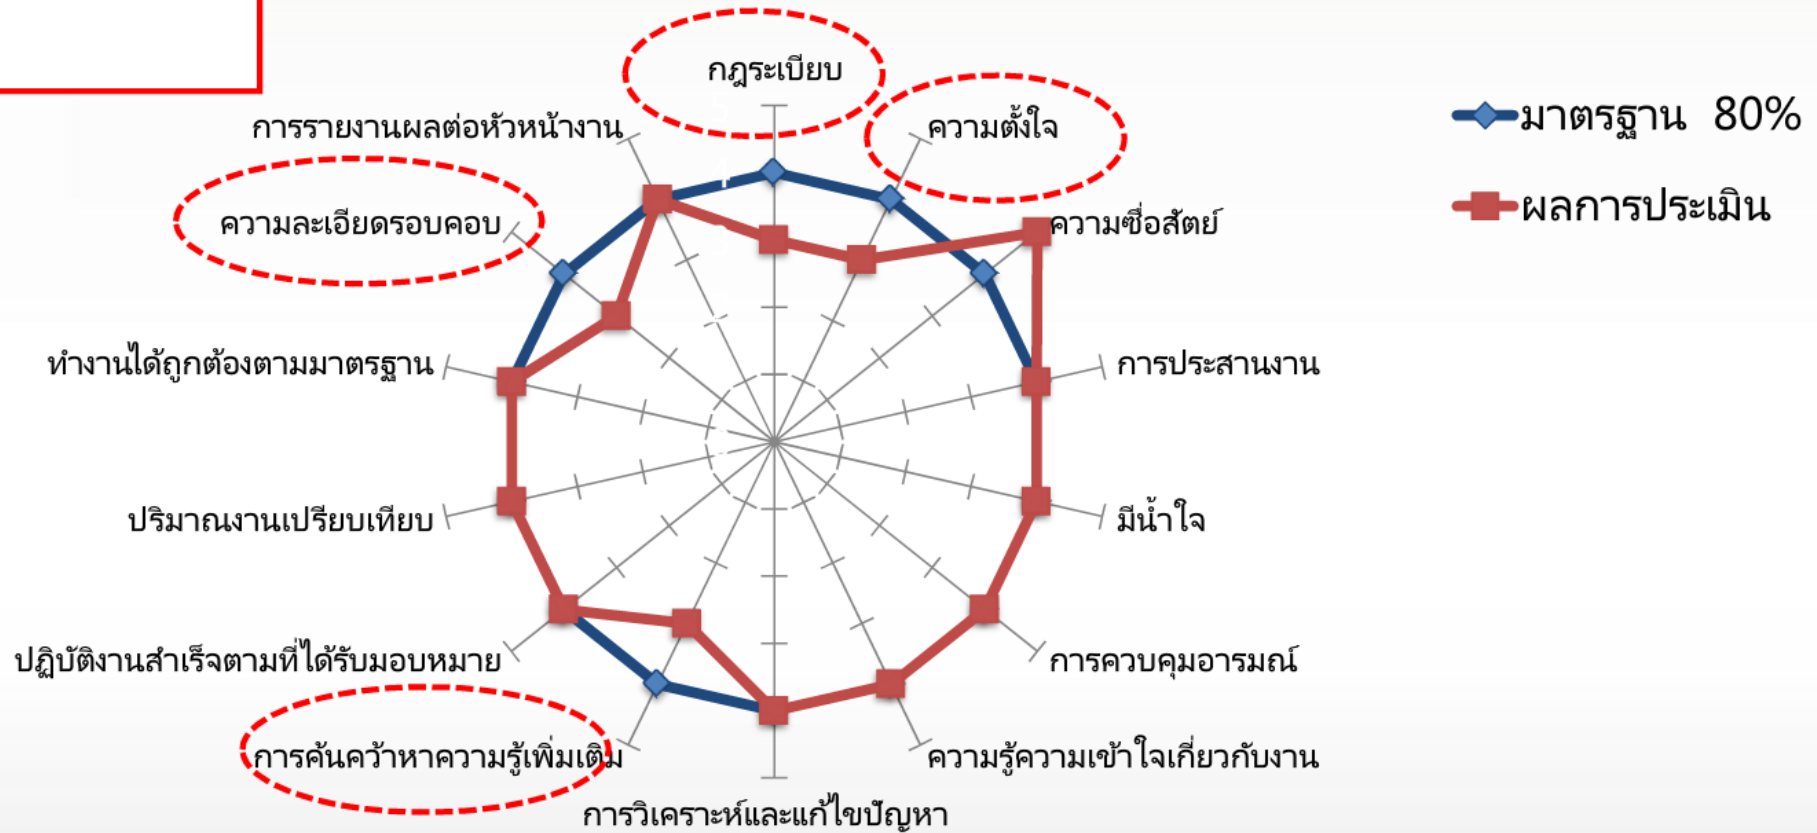 กฎระเบียบ
ความตั้งใจ
ความซื่อสัตย์
การประสานงาน
มีน้ำใจ
การควบคุมอารมณ์
ความรู้ความเข้าใจเกี่ยวกับงาน
การวิเคราะห์และแก้ไขปัญหา
การค้นคว้าหาความรู้เพิ่มเติม
ปฏิบัติงานสำเร็จตามที่ได้รับมอบหมาย
ปริมาณงานเปรียบเทียบ
ทำงานได้ถูกต้องตามมาตรฐาน
ความละเอียดรอบคอบ
การรายงานผลต่อหัวหน้างาน
มาตรฐาน 80%
ผลการประเมิน